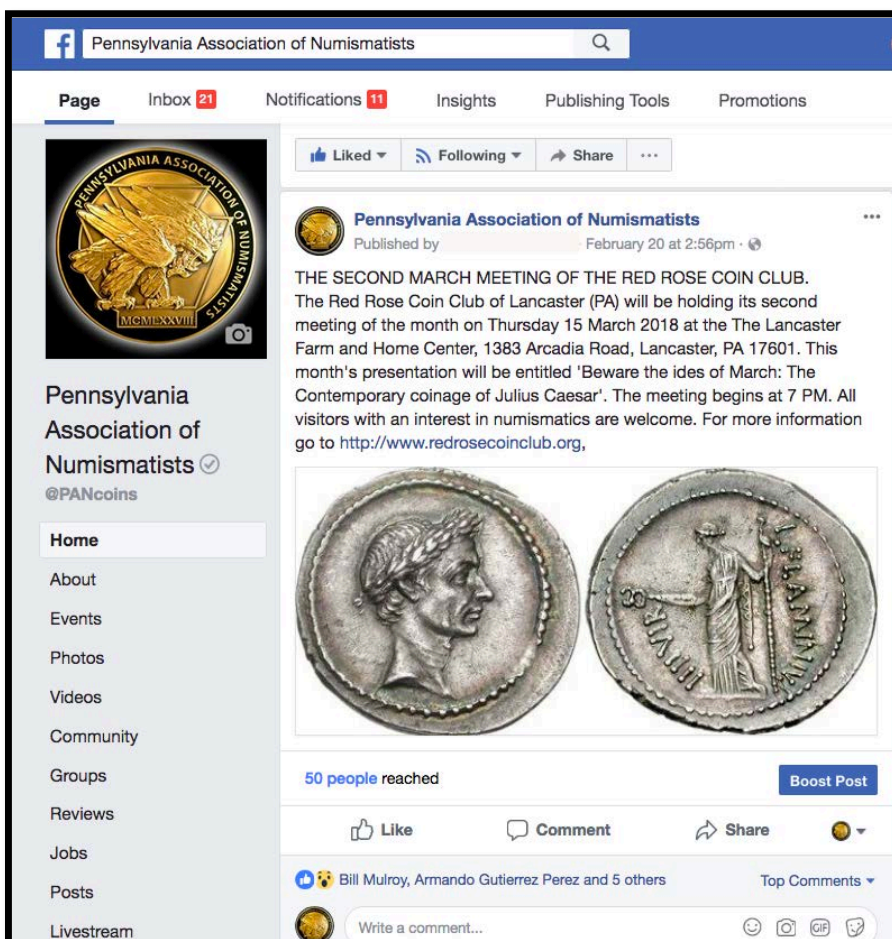 Pennsylvania Association of Numismatists
Page
Inbox 21
Notifications 11
Insights
Publishing Tools
Promotions
PENNSYLVANIA ASSOCIATION OF NUMISMATISTS
MCMLXXVIII
Pennsylvania
Association of
Numismatists
@PANcoins
Home
About
Events
Photos
Videos
Community
Groups
Reviews
Jobs
Posts
Livestream
Liked
Following
Share
Pennsylvania Association of Numismatists
Published by
· February 20 at 2:56pm ·
THE SECOND MARCH MEETING OF THE RED ROSE COIN CLUB.
The Red Rose Coin Club of Lancaster (PA) will be holding its second
meeting of the month on Thursday 15 March 2018 at the The Lancaster
Farm and Home Center, 1383 Arcadia Road, Lancaster, PA 17601. This
month's presentation will be entitled 'Beware the ides of March: The
Contemporary coinage of Julius Caesar'. The meeting begins at 7 PM. All
visitors with an interest in numismatics are welcome. For more information
go to http://www.redrosecoinclub.org,
IIIIVIR
50 people reached
Boost Post
Like
Comment
Share
Bill Mulroy, Armando Gutierrez Perez and 5 others
Top Comments
Write a comment...
GIF